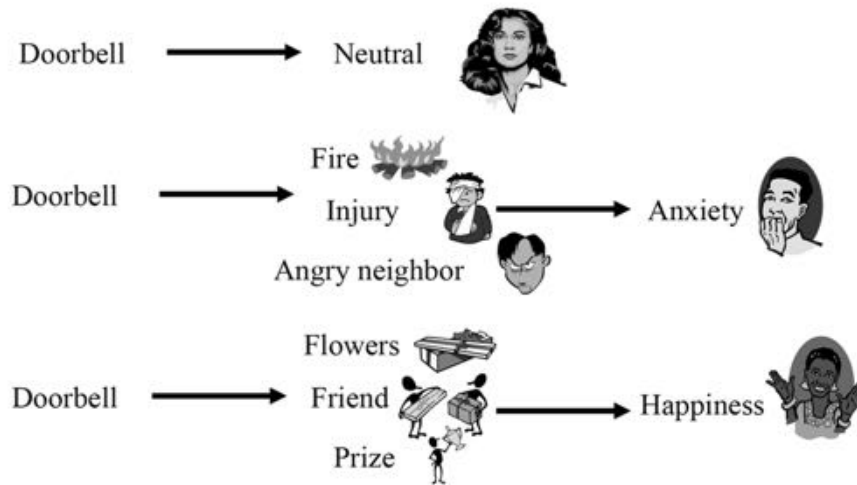 Doorbell Neutral
Fire
Doorbell Injury Anxiety
Angry neighbor
Flowers
Doorbell Friend Happiness
Prize